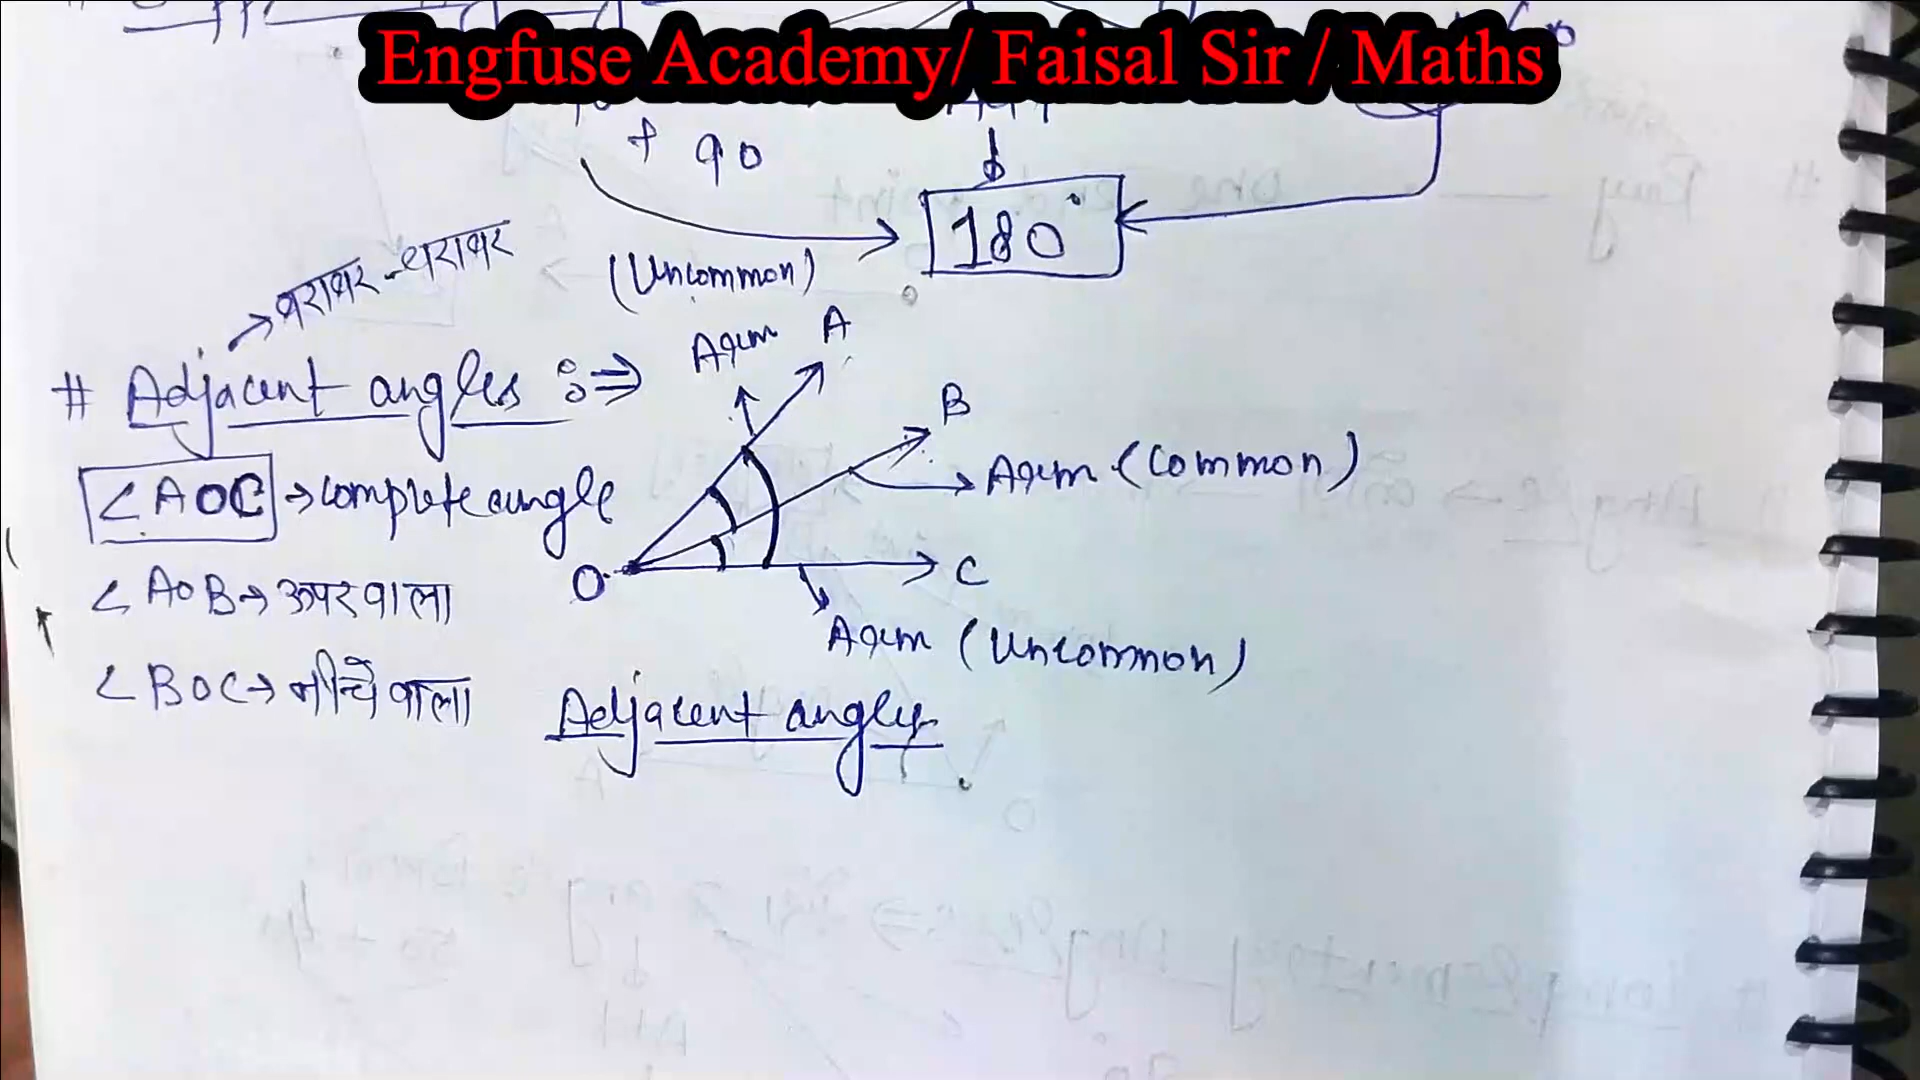 Engfuse Academy/ Faisal Sir / Maths
+ 90
180°
→ बराबर - बराबर
(Uncommon)
Arm A
# Adjacent angles :⇒
B
Arm (Common)
∠AOC → complete angle
O
C
∠AOB → ऊपर वाला
Arm (Uncommon)
∠BOC → नीचे वाला
Adjacent angles